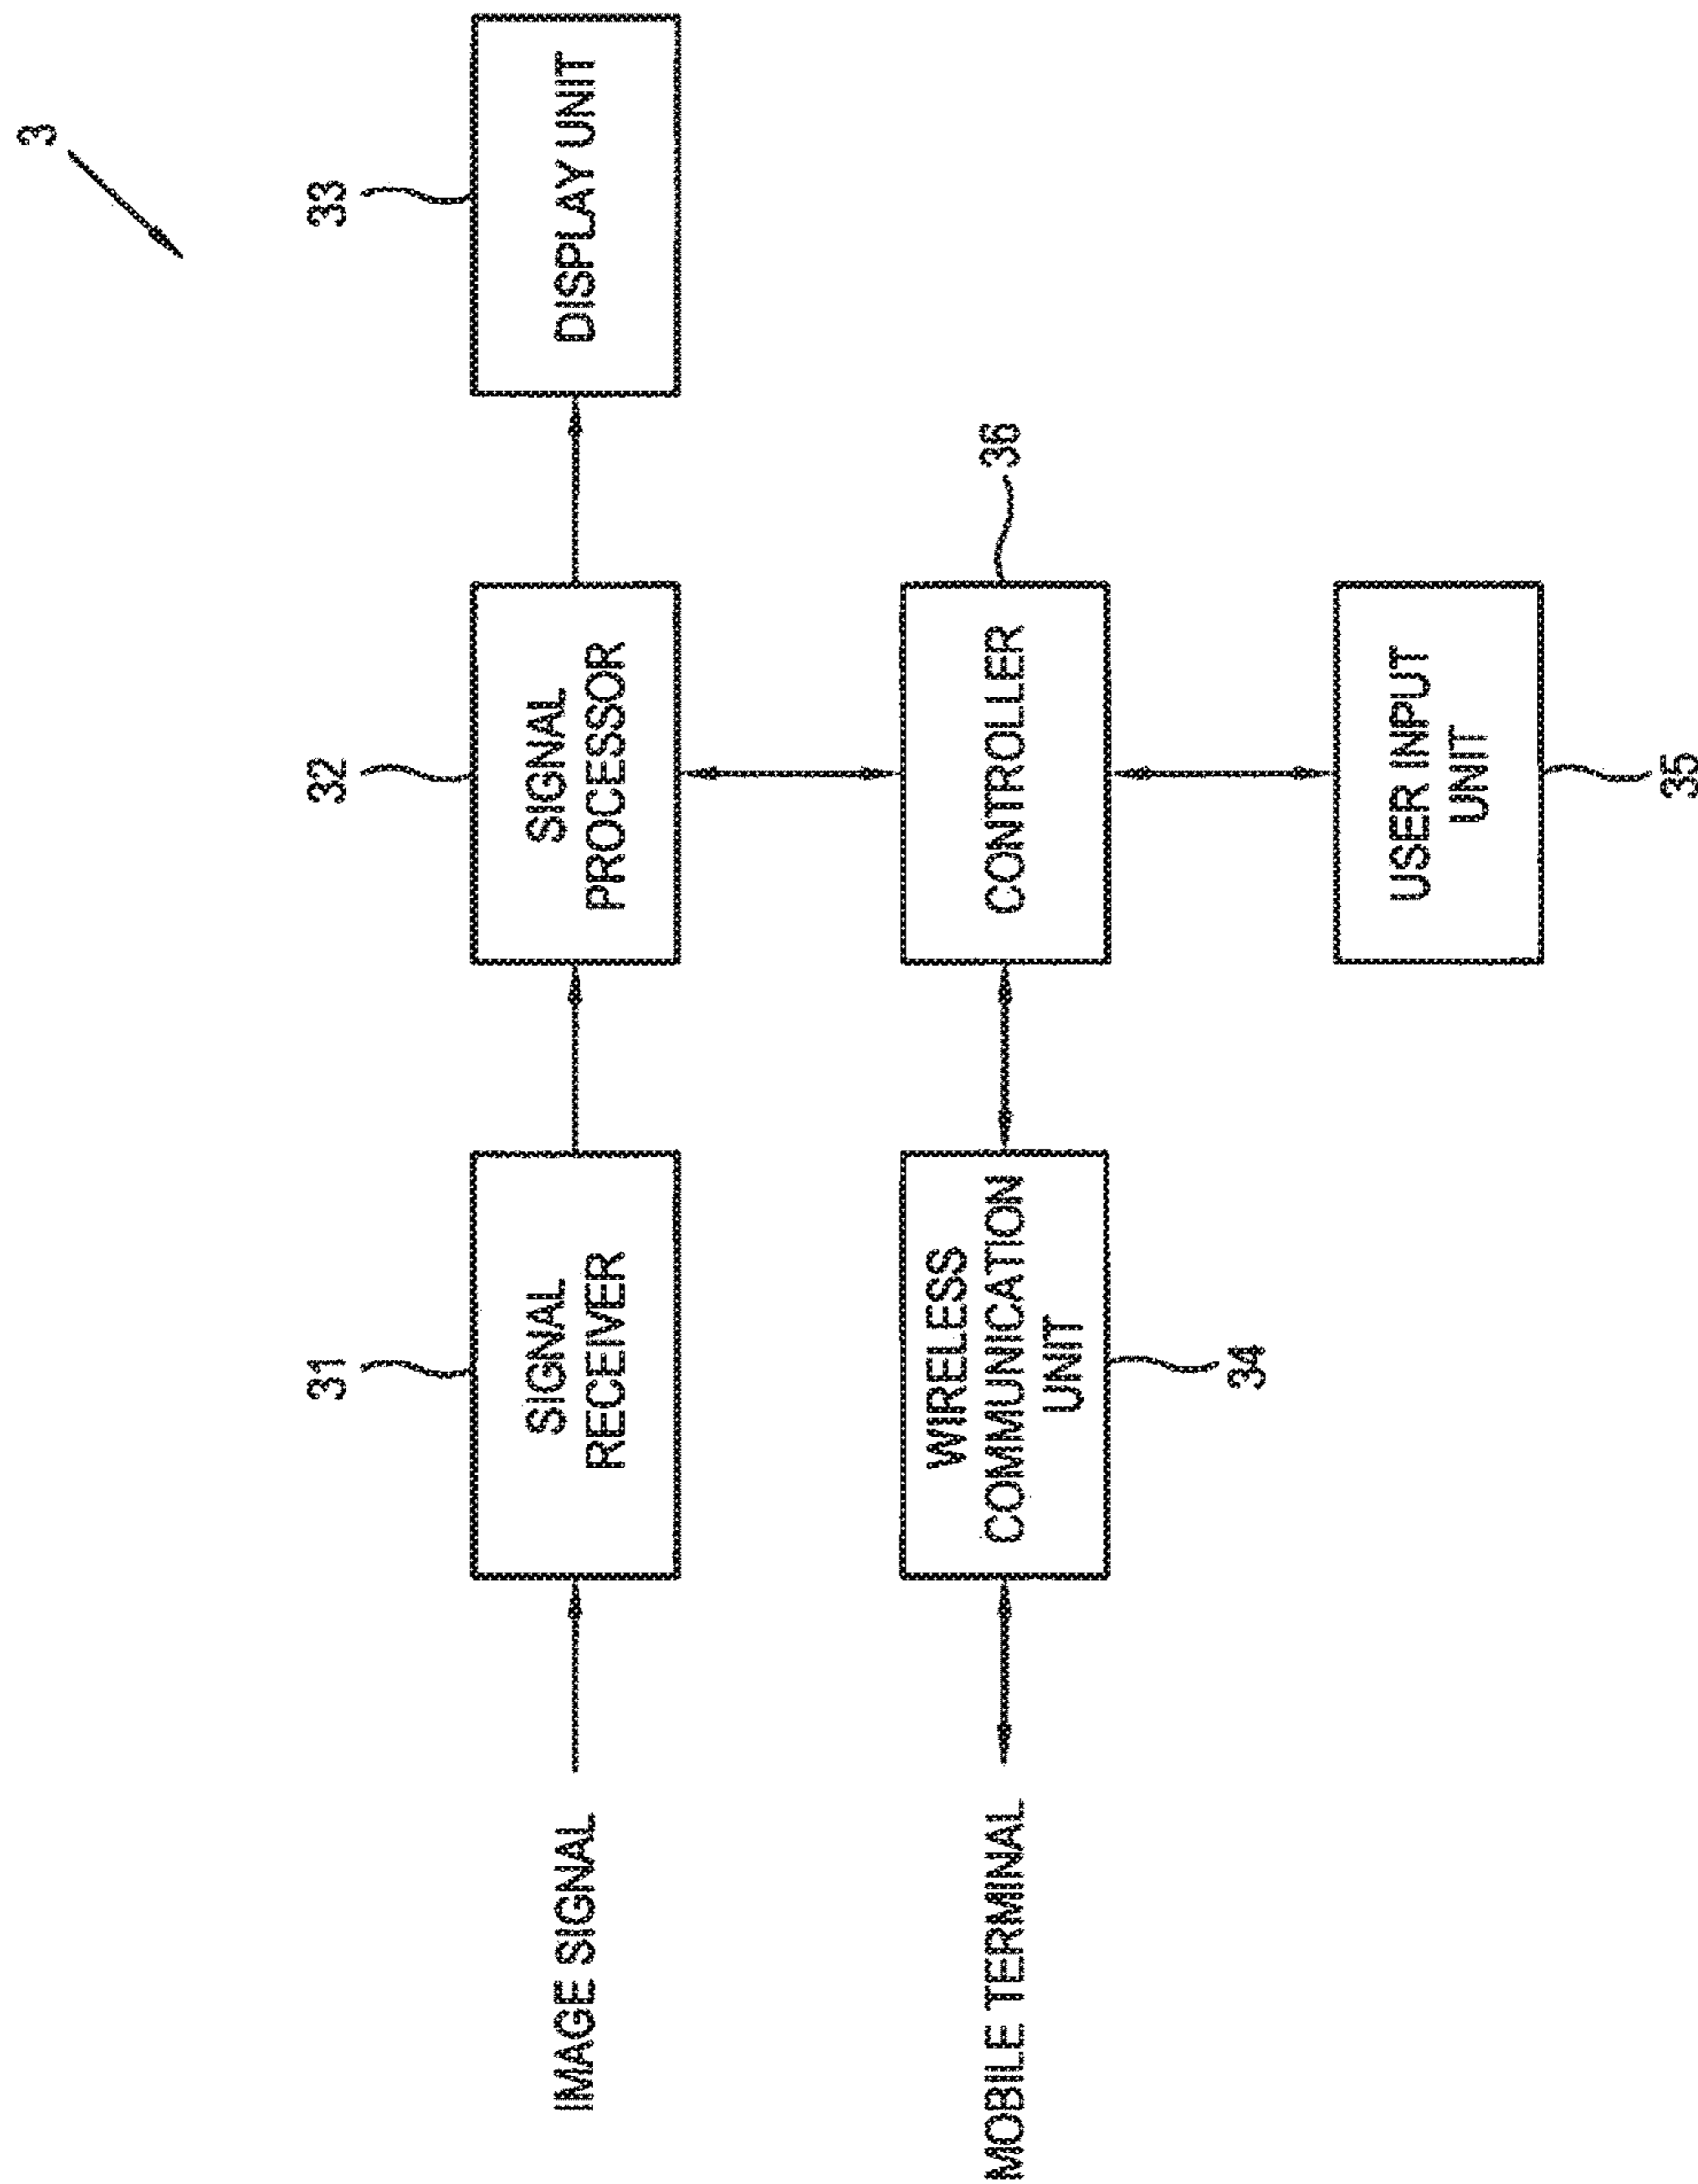 3
31
32
33
IMAGE SIGNAL
SIGNAL
RECEIVER
SIGNAL
PROCESSOR
DISPLAY UNIT
36
MOBILE TERMINAL
WIRELESS
COMMUNICATION
UNIT
CONTROLLER
34
USER INPUT
UNIT
35